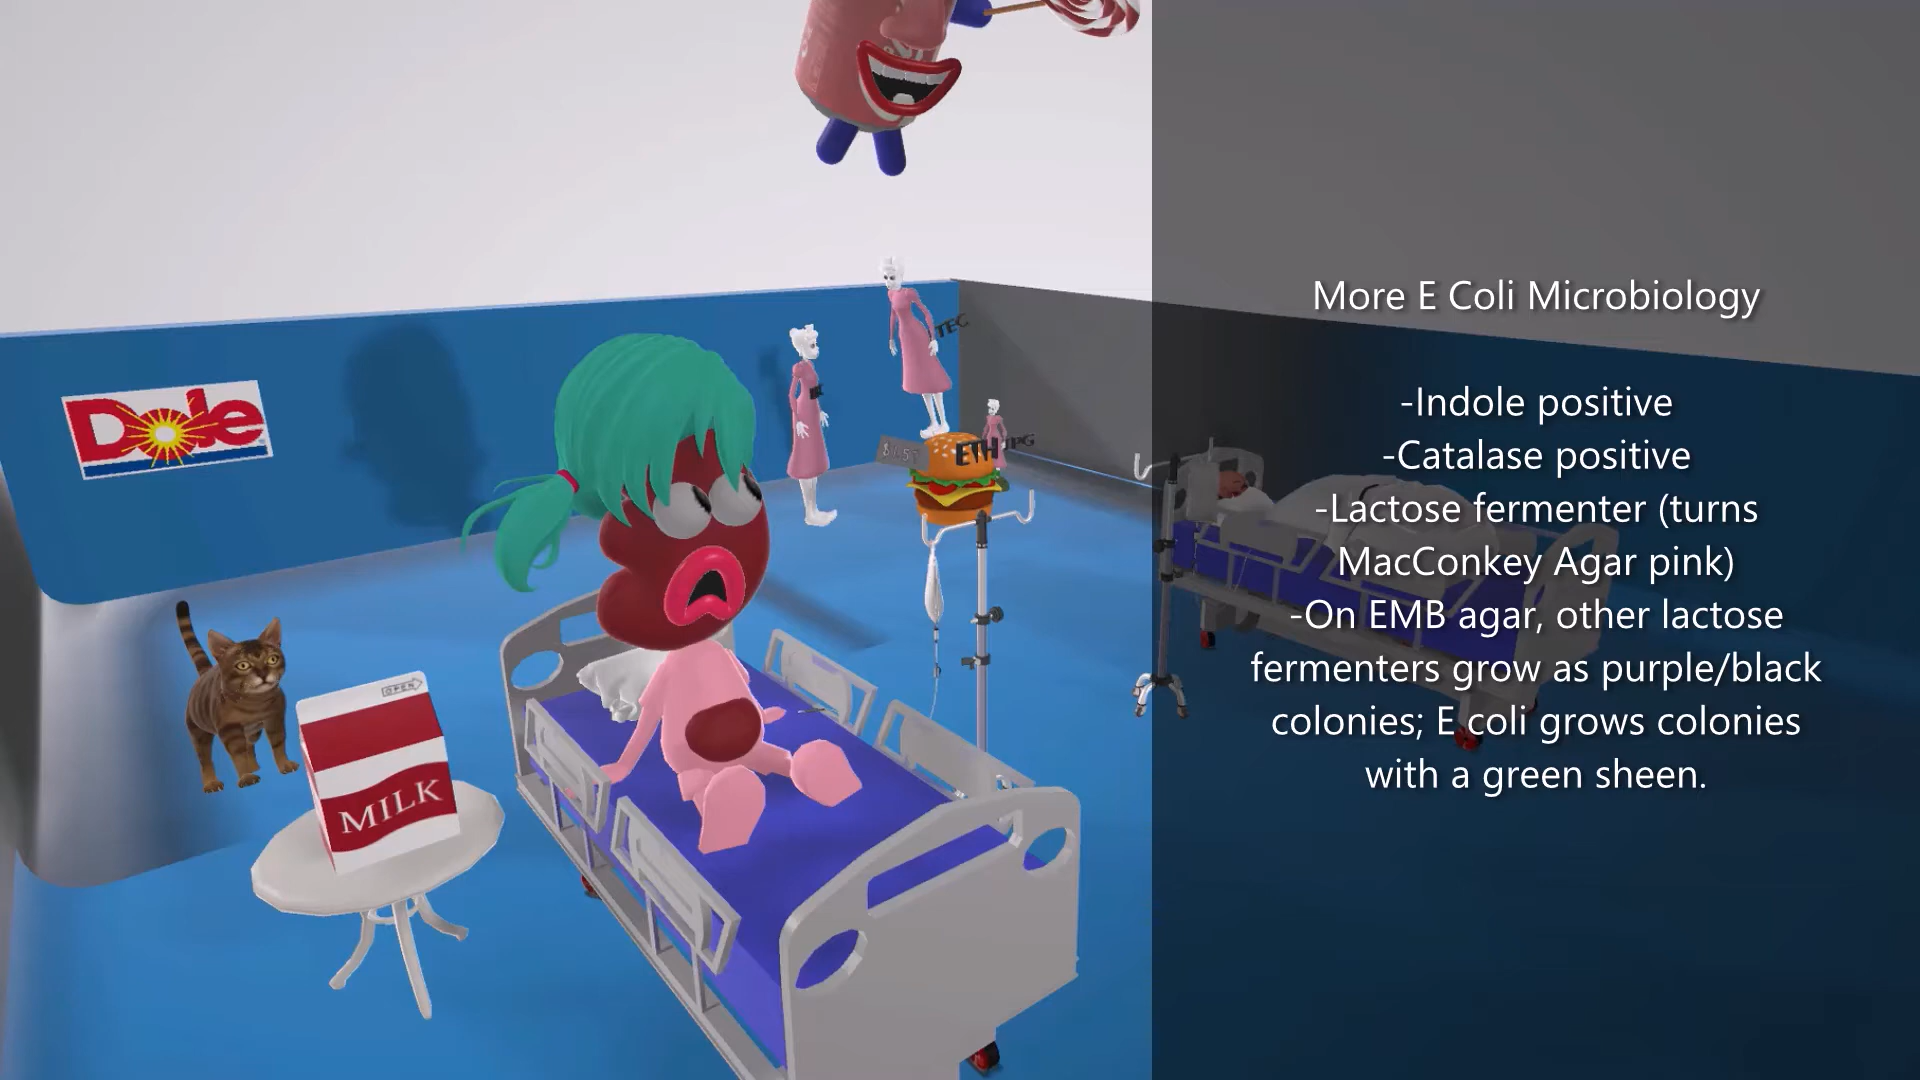 More E Coli Microbiology
-Indole positive
-Catalase positive
-Lactose fermenter (turns
MacConkey Agar pink)
-On EMB agar, other lactose
fermenters grow as purple/black
colonies; E coli grows colonies
with a green sheen.
Dole
TEC
ETH
OPEN
MILK